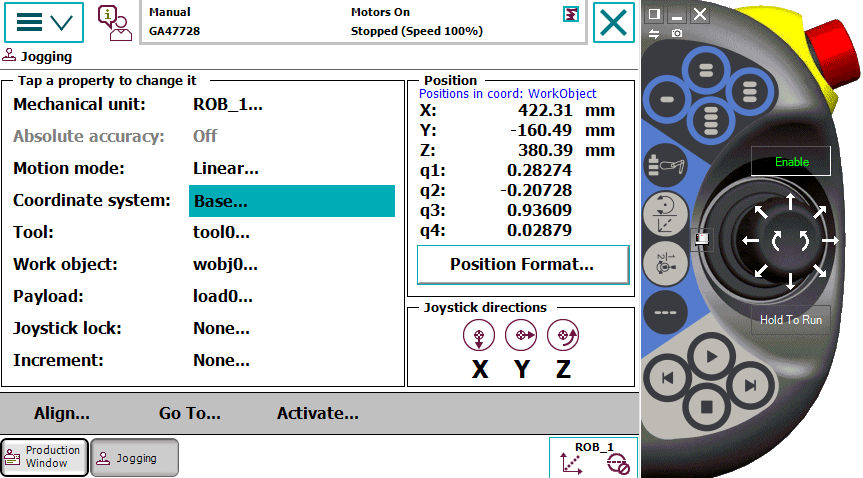 Manual
GA47728
Motors On
Stopped (Speed 100%)
Jogging
Tap a property to change it
Mechanical unit: ROB_1...
Absolute accuracy: Off
Motion mode: Linear...
Coordinate system: Base...
Tool: tool0...
Work object: wobj0...
Payload: load0...
Joystick lock: None...
Increment: None...
Position
Positions in coord: WorkObject
X: 422.31 mm
Y: -160.49 mm
Z: 380.39 mm
q1: 0.28274
q2: -0.20728
q3: 0.93609
q4: 0.02879
Position Format...
Joystick directions
X Y Z
Align... Go To... Activate...
Production
Window
Jogging
ROB_1
Enable
Hold To Run